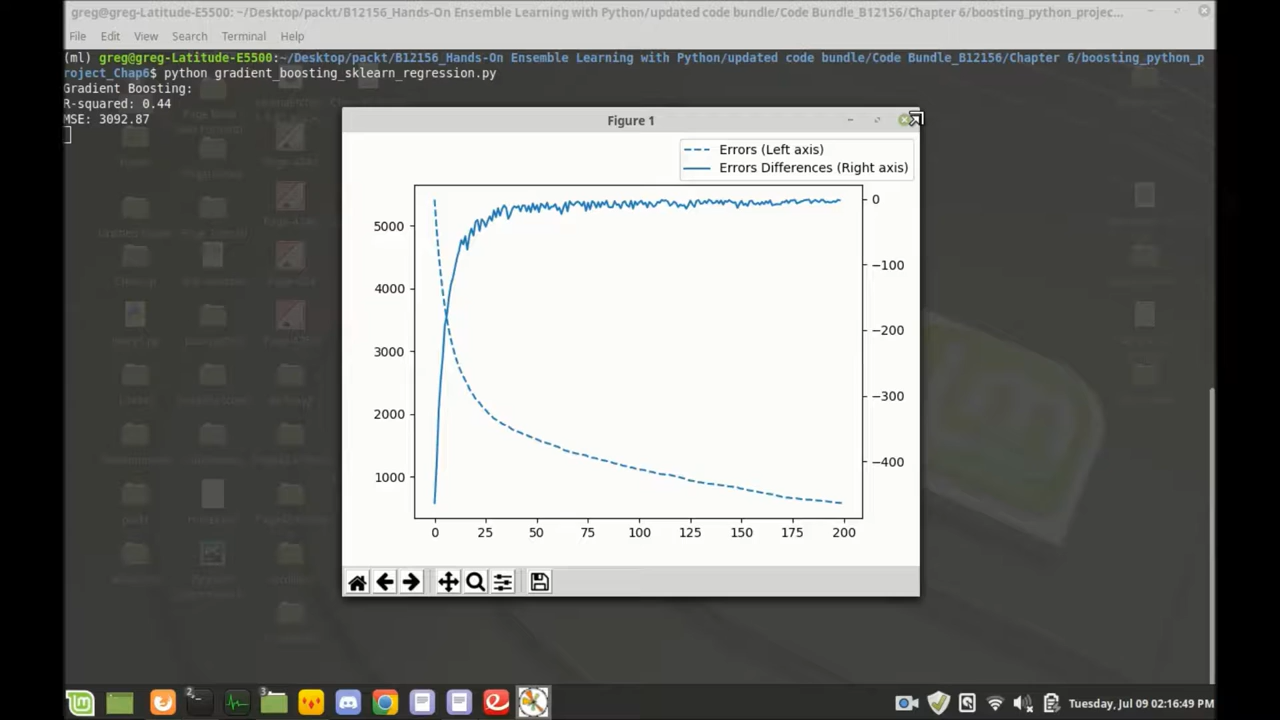 greg@greg-Latitude-E5500: ~/Desktop/packt/B12156_Hands-On Ensemble Learning with Python/updated code bundle/Code Bundle_B12156/Chapter 6/boosting_python_projec...
File Edit View Search Terminal Help
(ml) greg@greg-Latitude-E5500:~/Desktop/packt/B12156_Hands-On Ensemble Learning with Python/updated code bundle/Code Bundle_B12156/Chapter 6/boosting_python_p
roject_Chap6$ python gradient_boosting_sklearn_regression.py
Gradient Boosting:
R-squared: 0.44
MSE: 3092.87
Figure 1
Errors (Left axis)
Errors Differences (Right axis)
5000
4000
3000
2000
1000
0
−100
−200
−300
−400
0 25 50 75 100 125 150 175 200
2
3
Tuesday, Jul 09 02:16:49 PM